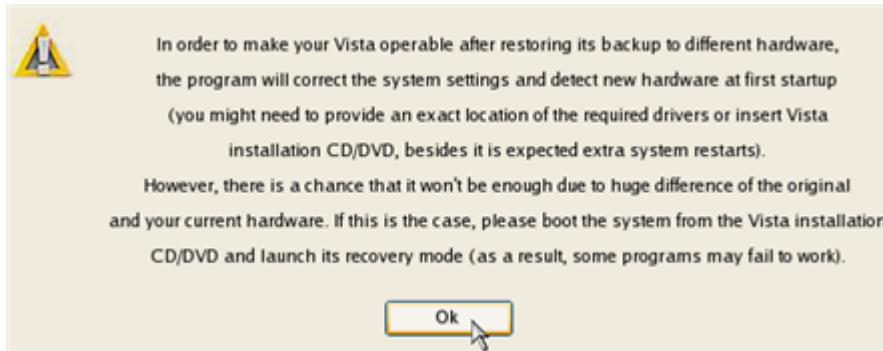 In order to make your Vista operable after restoring its backup to different hardware,
the program will correct the system settings and detect new hardware at first startup
(you might need to provide an exact location of the required drivers or insert Vista
installation CD/DVD, besides it is expected extra system restarts).
However, there is a chance that it won't be enough due to huge difference of the original
and your current hardware. If this is the case, please boot the system from the Vista installation
CD/DVD and launch its recovery mode (as a result, some programs may fail to work).
Ok